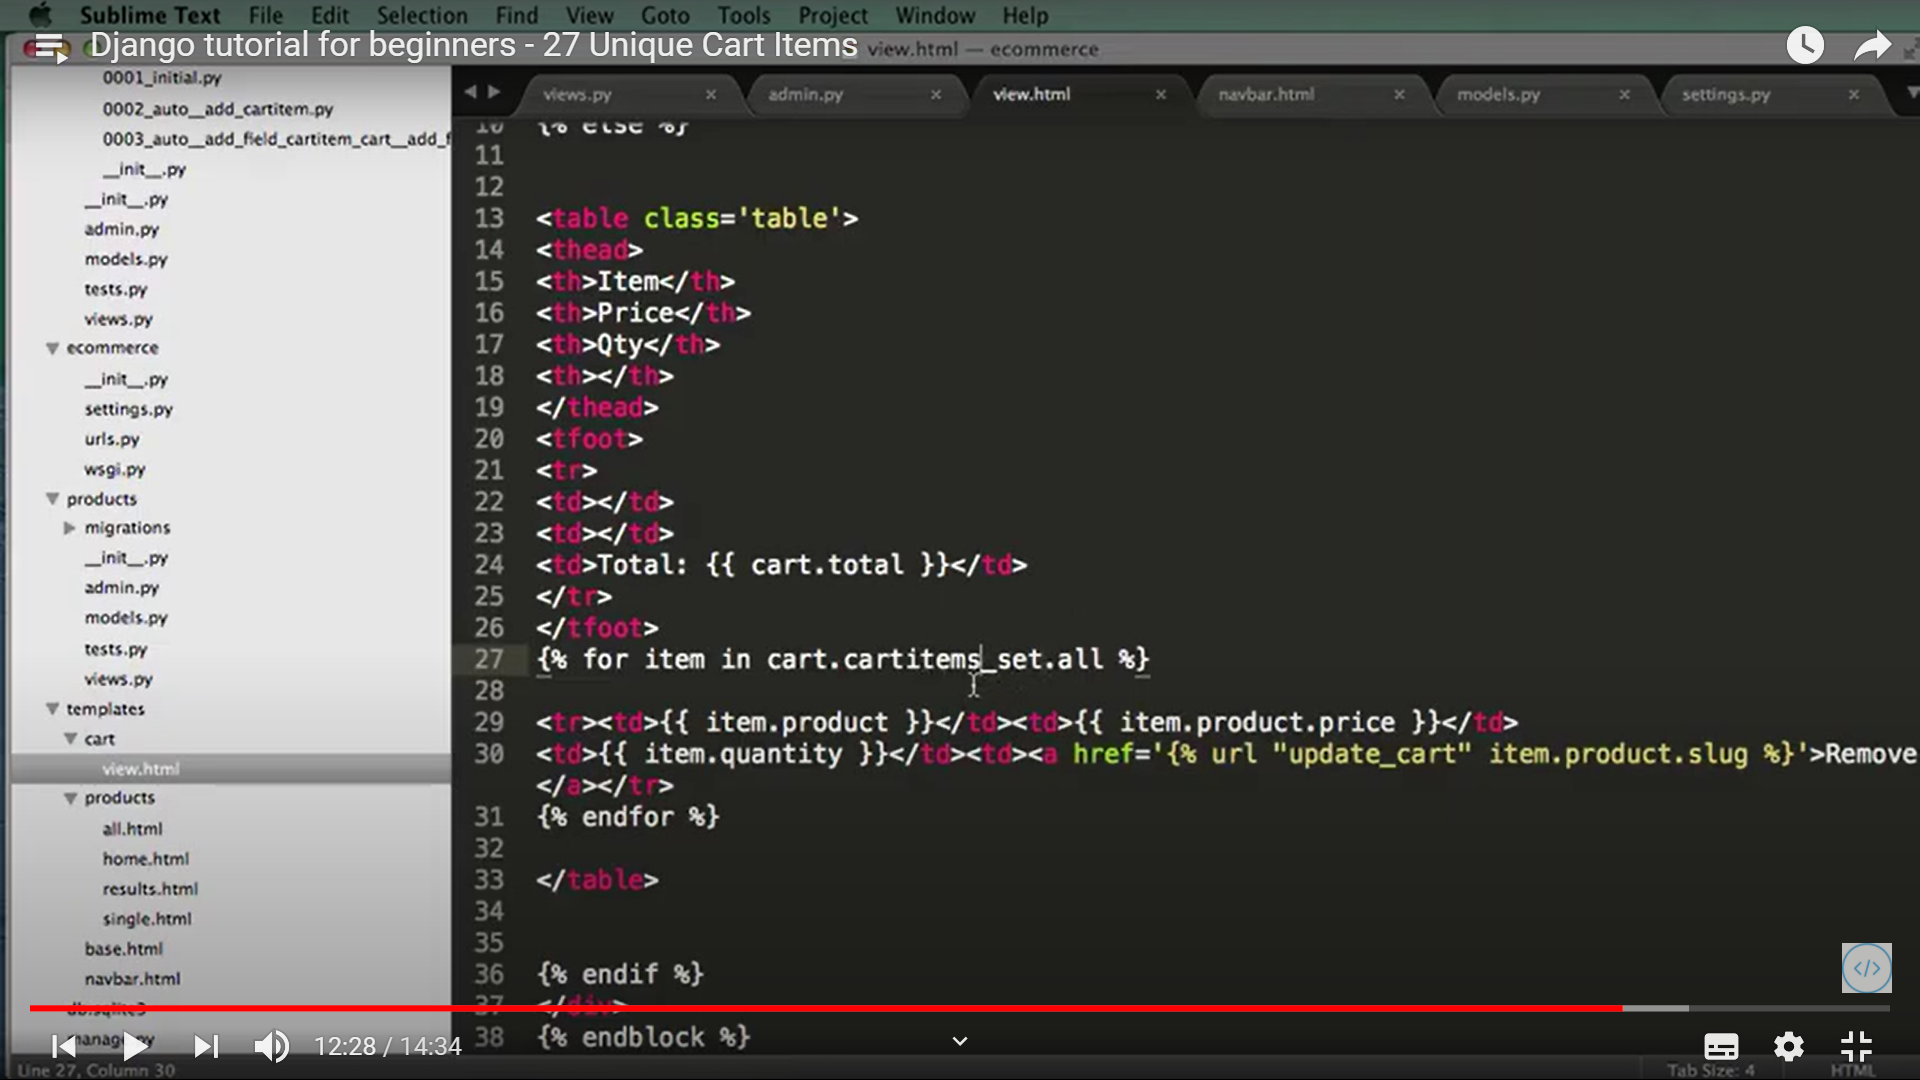 Sublime Text File Edit Selection Find View Goto Tools Project Window Help
Django tutorial for beginners - 27 Unique Cart Items
view.html — ecommerce
0001_initial.py
0002_auto__add_cartitem.py
0003_auto__add_field_cartitem_cart__add_f
__init__.py
__init__.py
admin.py
models.py
tests.py
views.py
ecommerce
__init__.py
settings.py
urls.py
wsgi.py
products
migrations
__init__.py
admin.py
models.py
tests.py
views.py
templates
cart
view.html
products
all.html
home.html
results.html
single.html
base.html
navbar.html
db.sqlite3
manage.py
views.py admin.py view.html navbar.html models.py settings.py
10 {% else %}
11
12
13 <table class='table'>
14 <thead>
15 <th>Item</th>
16 <th>Price</th>
17 <th>Qty</th>
18 <th></th>
19 </thead>
20 <tfoot>
21 <tr>
22 <td></td>
23 <td></td>
24 <td>Total: {{ cart.total }}</td>
25 </tr>
26 </tfoot>
27 {% for item in cart.cartitems_set.all %}
28
29 <tr><td>{{ item.product }}</td><td>{{ item.product.price }}</td>
30 <td>{{ item.quantity }}</td><td><a href='{% url "update_cart" item.product.slug %}'>Remove
</a></tr>
31 {% endfor %}
32
33 </table>
34
35
36 {% endif %}
37 </div>
38 {% endblock %}
</>
12:28 / 14:34
Line 27, Column 30
Tab Size: 4 HTML